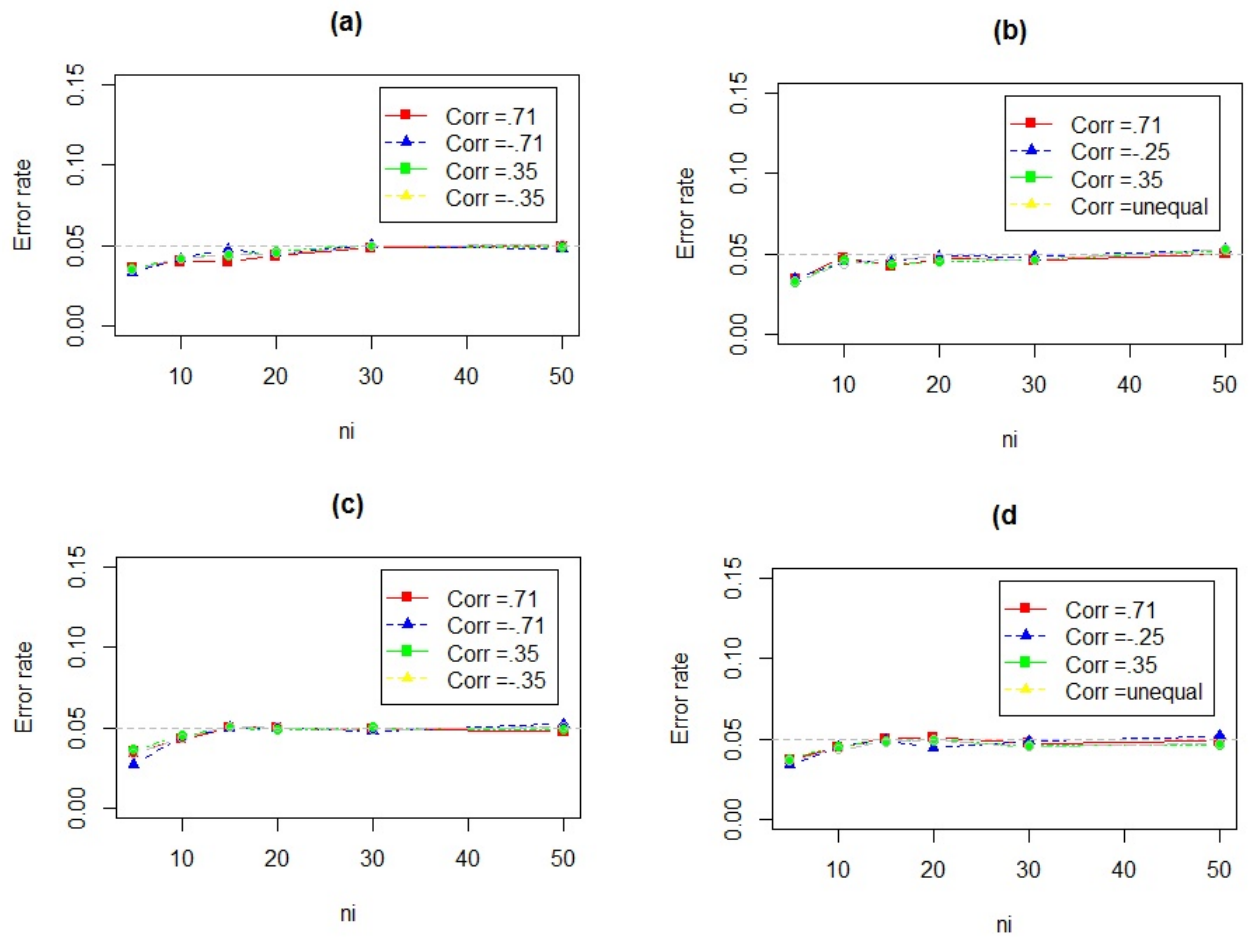 (a)
Error rate
0.00 0.05 0.10 0.15
Corr =.71
Corr =-.71
Corr =.35
Corr =-.35
10 20 30 40 50
ni
(b)
Error rate
0.00 0.05 0.10 0.15
Corr =.71
Corr =-.25
Corr =.35
Corr =unequal
10 20 30 40 50
ni
(c)
Error rate
0.00 0.05 0.10 0.15
Corr =.71
Corr =-.71
Corr =.35
Corr =-.35
10 20 30 40 50
ni
(d
Error rate
0.00 0.05 0.10 0.15
Corr =.71
Corr =-.25
Corr =.35
Corr =unequal
10 20 30 40 50
ni